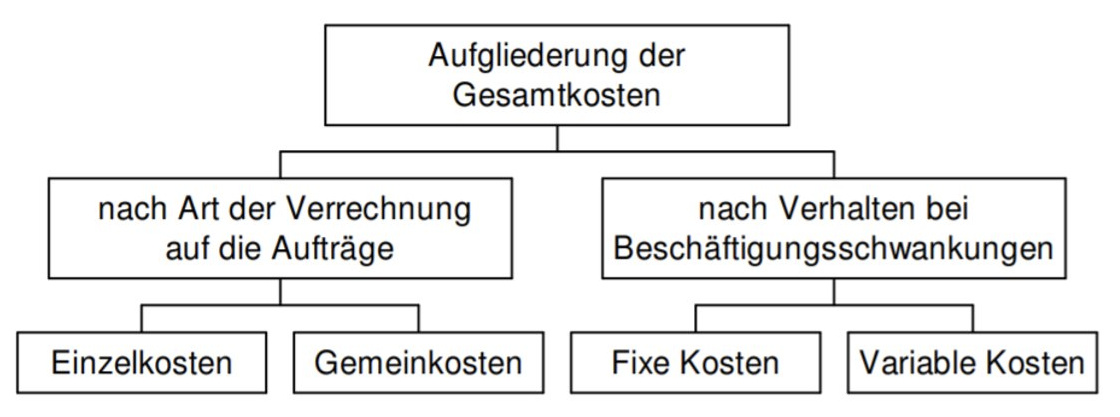 Aufgliederung der
Gesamtkosten
nach Art der Verrechnung
auf die Aufträge
nach Verhalten bei
Beschäftigungsschwankungen
Einzelkosten
Gemeinkosten
Fixe Kosten
Variable Kosten